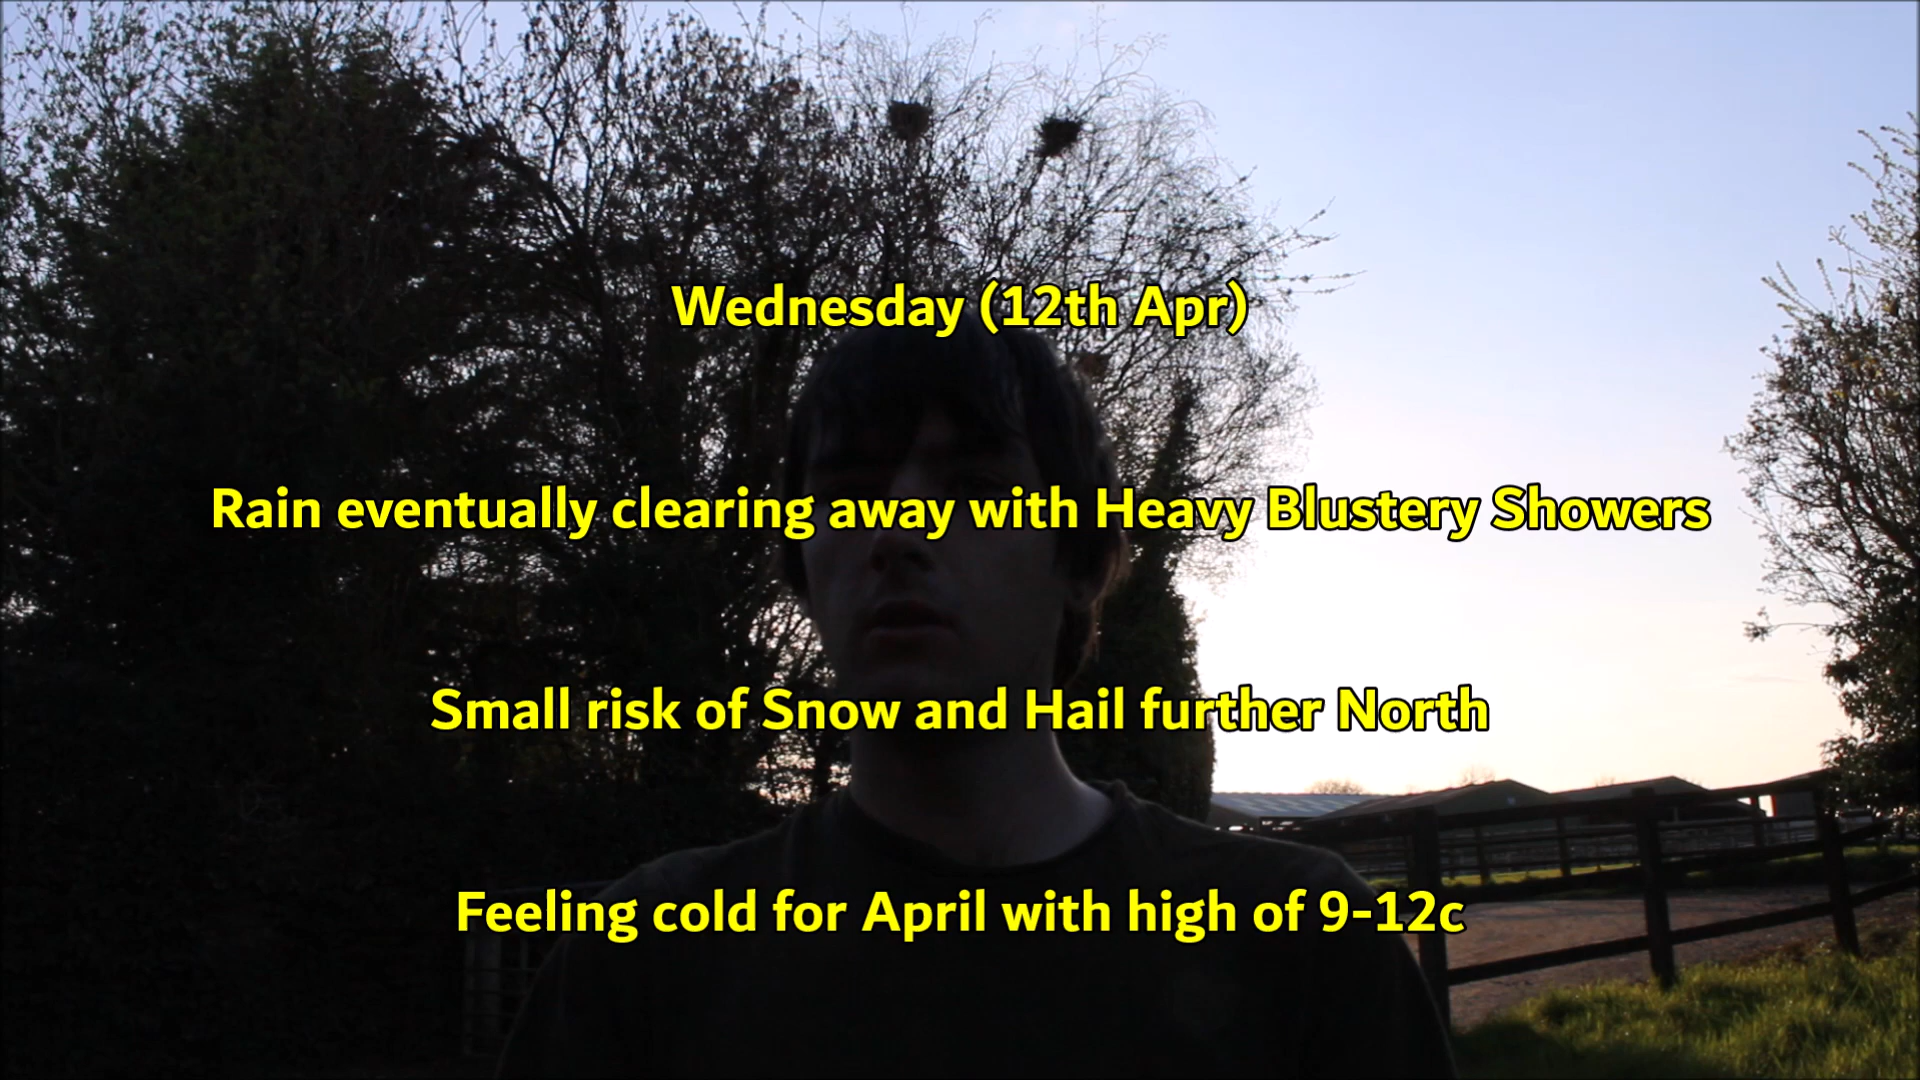 Wednesday (12th Apr)
Rain eventually clearing away with Heavy Blustery Showers
Small risk of Snow and Hail further North
Feeling cold for April with high of 9-12c